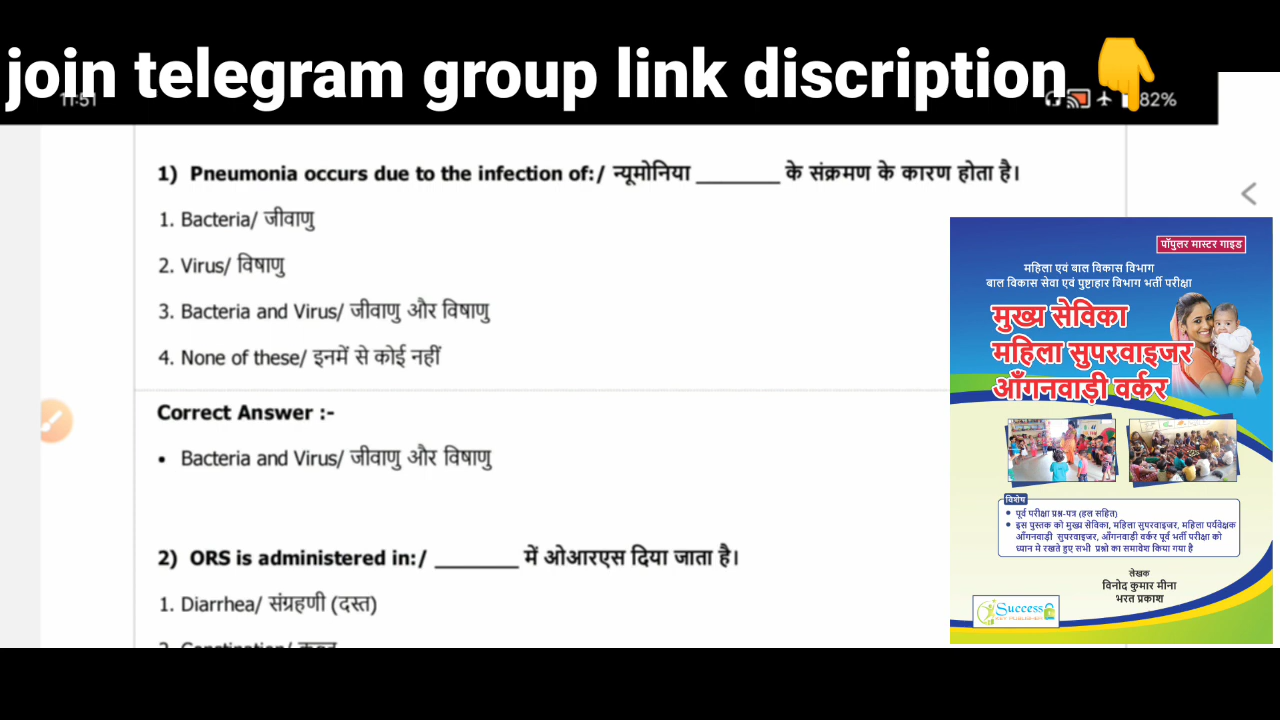 join telegram group link discription 👇
11:51
82%
1) Pneumonia occurs due to the infection of:/ न्यूमोनिया ________ के संक्रमण के कारण होता है।
1. Bacteria/ जीवाणु
2. Virus/ विषाणु
3. Bacteria and Virus/ जीवाणु और विषाणु
4. None of these/ इनमें से कोई नहीं
Correct Answer :-
• Bacteria and Virus/ जीवाणु और विषाणु
2) ORS is administered in:/ ________ में ओआरएस दिया जाता है।
1. Diarrhea/ संग्रहणी (दस्त)
2. Constipation/ कब्ज
पॉपुलर मास्टर गाइड
महिला एवं बाल विकास विभाग
बाल विकास सेवा एवं पुष्टाहार विभाग भर्ती परीक्षा
मुख्य सेविका
महिला सुपरवाइजर
आँगनवाड़ी वर्कर
विशेष
• पूर्व परीक्षा प्रश्न-पत्र (हल सहित)
• इस पुस्तक को मुख्य सेविका, महिला सुपरवाइजर, महिला पर्यवेक्षक
आँगनवाड़ी सुपरवाइजर, आँगनवाड़ी वर्कर पूर्व भर्ती परीक्षा को
ध्यान मे रखते हुए सभी प्रश्नो का समावेश किया गया है
लेखक
विनोद कुमार मीना
भरत प्रकाश
Success